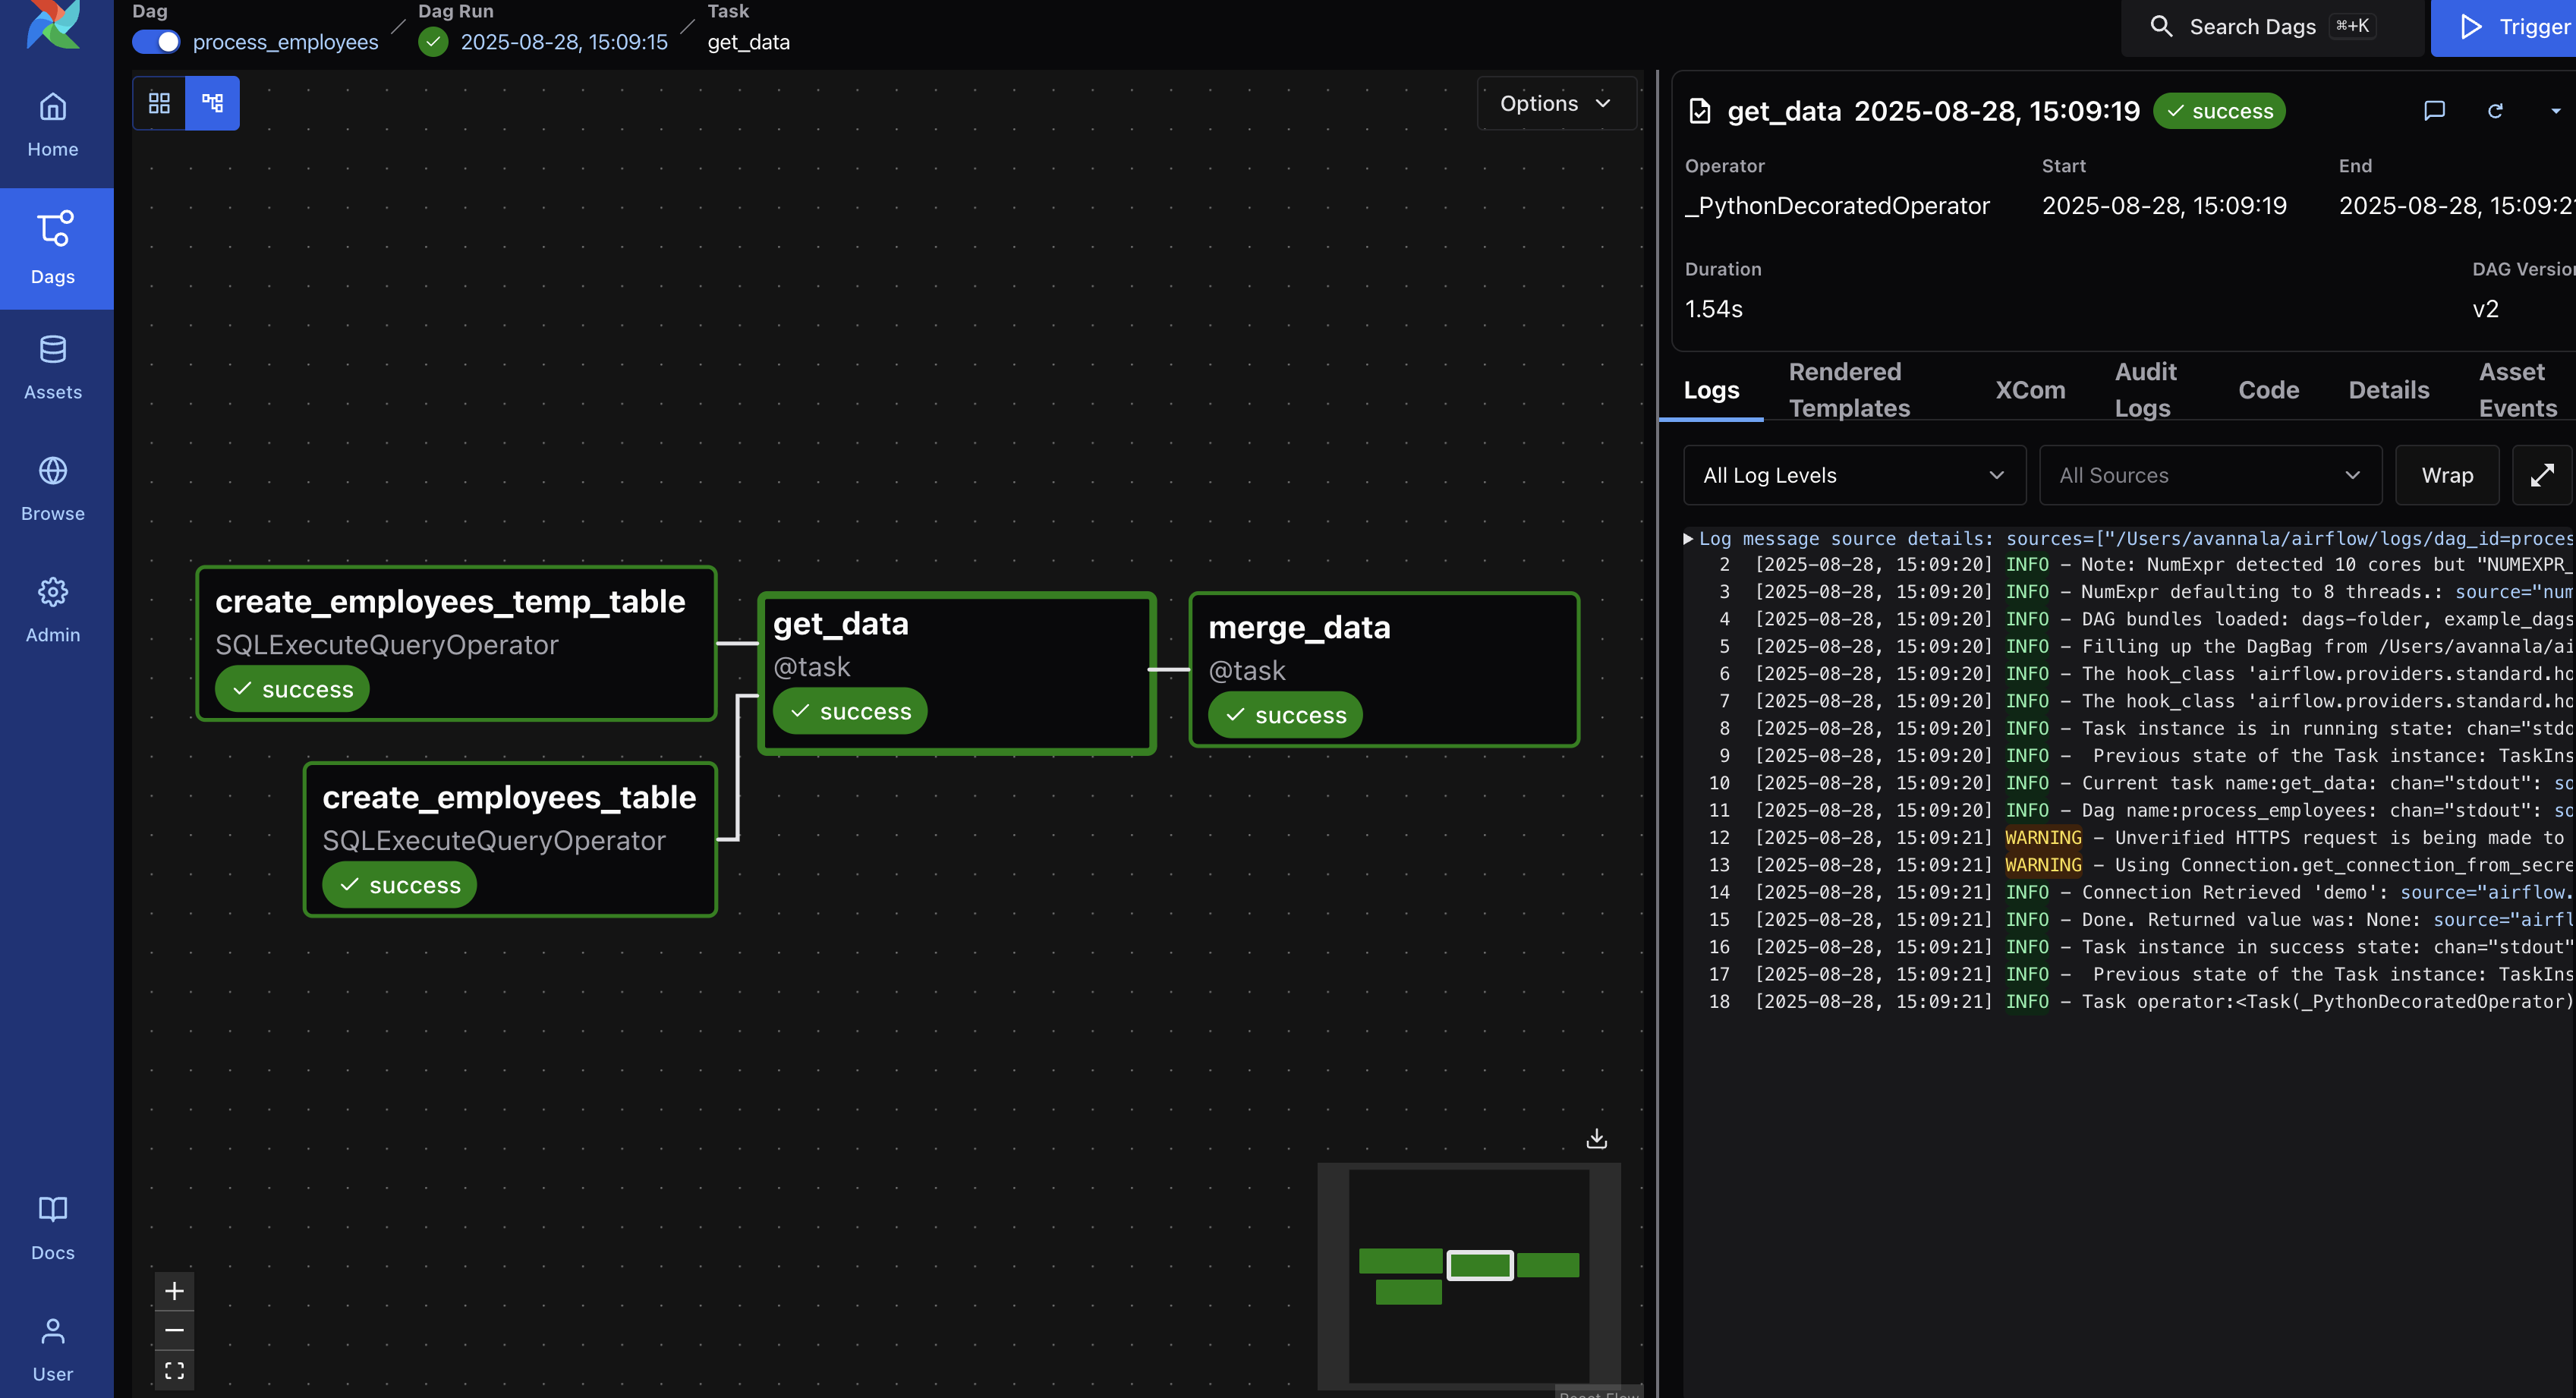 Dag
process_employees
Dag Run
2025-08-28, 15:09:15
Task
get_data
Search Dags ⌘+K
Trigger
Home
Dags
Assets
Browse
Admin
Docs
User
Options
create_employees_temp_table
SQLExecuteQueryOperator
success
create_employees_table
SQLExecuteQueryOperator
success
get_data
@task
success
merge_data
@task
success
React Flow
get_data 2025-08-28, 15:09:19 success
Operator Start End
_PythonDecoratedOperator 2025-08-28, 15:09:19 2025-08-28, 15:09:21
Duration DAG Version
1.54s v2
Logs Rendered Templates XCom Audit Logs Code Details Asset Events
All Log Levels All Sources Wrap
Log message source details: sources=["/Users/avannala/airflow/logs/dag_id=proces
2 [2025-08-28, 15:09:20] INFO - Note: NumExpr detected 10 cores but "NUMEXPR_
3 [2025-08-28, 15:09:20] INFO - NumExpr defaulting to 8 threads.: source="num
4 [2025-08-28, 15:09:20] INFO - DAG bundles loaded: dags-folder, example_dags
5 [2025-08-28, 15:09:20] INFO - Filling up the DagBag from /Users/avannala/ai
6 [2025-08-28, 15:09:20] INFO - The hook_class 'airflow.providers.standard.ho
7 [2025-08-28, 15:09:20] INFO - The hook_class 'airflow.providers.standard.ho
8 [2025-08-28, 15:09:20] INFO - Task instance is in running state: chan="stdo
9 [2025-08-28, 15:09:20] INFO -  Previous state of the Task instance: TaskIns
10 [2025-08-28, 15:09:20] INFO - Current task name:get_data: chan="stdout": so
11 [2025-08-28, 15:09:20] INFO - Dag name:process_employees: chan="stdout": so
12 [2025-08-28, 15:09:21] WARNING - Unverified HTTPS request is being made to
13 [2025-08-28, 15:09:21] WARNING - Using Connection.get_connection_from_secre
14 [2025-08-28, 15:09:21] INFO - Connection Retrieved 'demo': source="airflow.
15 [2025-08-28, 15:09:21] INFO - Done. Returned value was: None: source="airfl
16 [2025-08-28, 15:09:21] INFO - Task instance in success state: chan="stdout"
17 [2025-08-28, 15:09:21] INFO -  Previous state of the Task instance: TaskIns
18 [2025-08-28, 15:09:21] INFO - Task operator:<Task(_PythonDecoratedOperator)